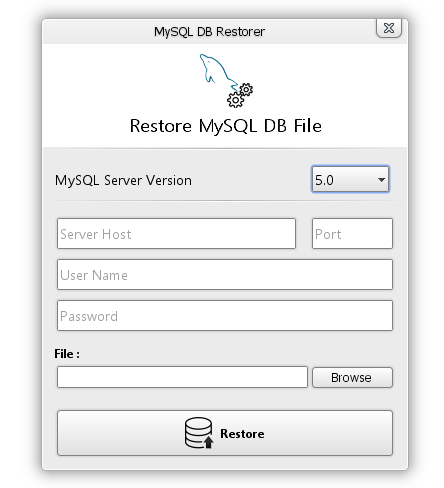 MySQL DB Restorer
Restore MySQL DB File
MySQL Server Version 5.0
Server Host Port
User Name
Password
File :
Browse
Restore